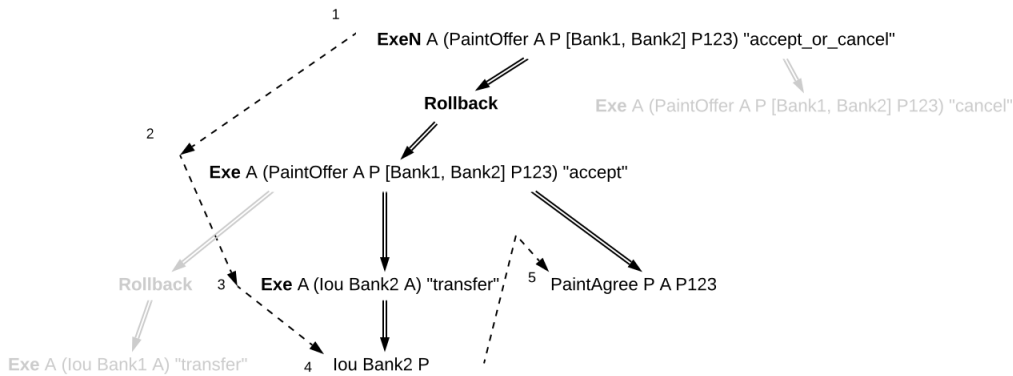 1
ExeN A (PaintOffer A P [Bank1, Bank2] P123) "accept_or_cancel"
Rollback
Exe A (PaintOffer A P [Bank1, Bank2] P123) "cancel"
2
Exe A (PaintOffer A P [Bank1, Bank2] P123) "accept"
Rollback
3
Exe A (Iou Bank2 A) "transfer"
5
PaintAgree P A P123
Exe A (Iou Bank1 A) "transfer"
4
Iou Bank2 P